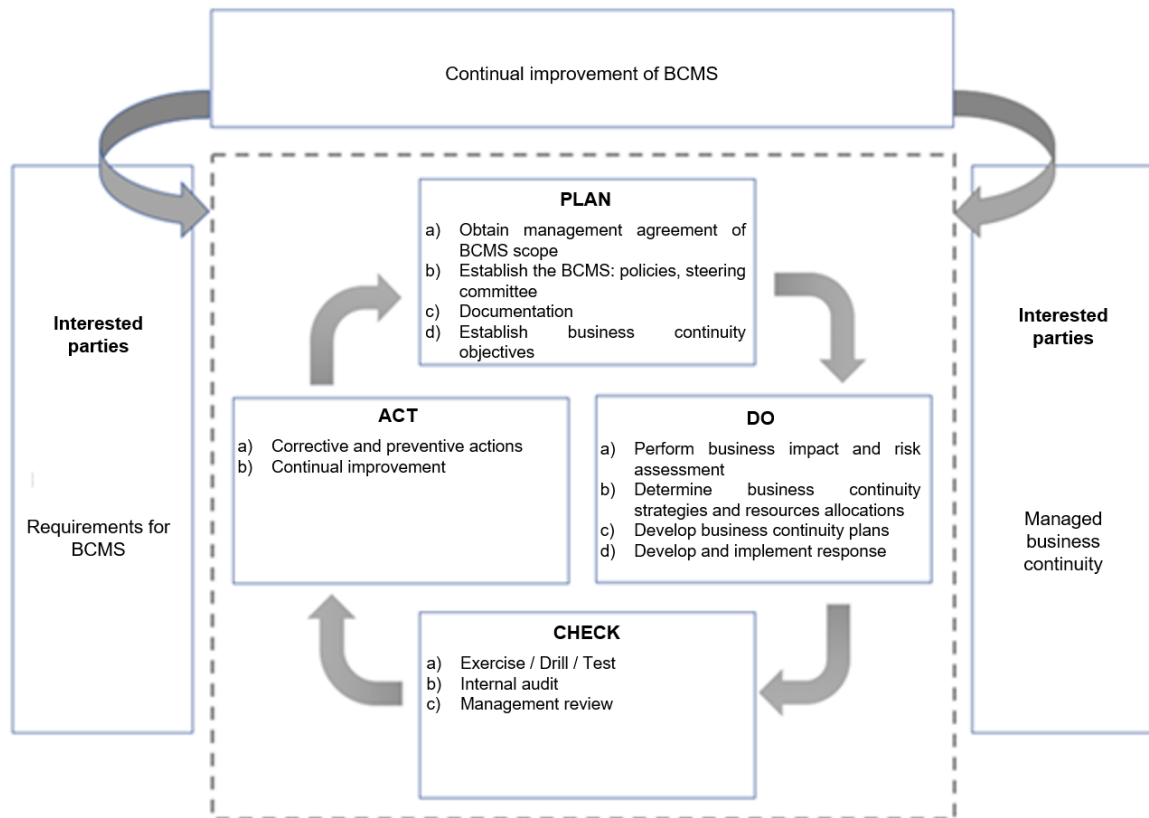 Continual improvement of BCMS
PLAN
a) Obtain management agreement of
BCMS scope
b) Establish the BCMS: policies, steering
committee
c) Documentation
d) Establish business continuity
objectives
Interested
parties
Requirements for
BCMS
ACT
a) Corrective and preventive actions
b) Continual improvement
DO
a) Perform business impact and risk
assessment
b) Determine business continuity
strategies and resources allocations
c) Develop business continuity plans
d) Develop and implement response
Interested
parties
Managed
business
continuity
CHECK
a) Exercise / Drill / Test
b) Internal audit
c) Management review